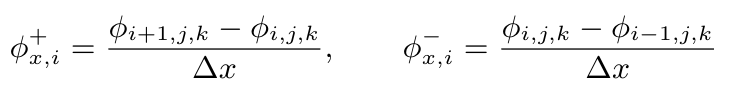 $\phi_{x,i}^{+} = \frac{\phi_{i+1,j,k} - \phi_{i,j,k}}{\Delta x}, \qquad \phi_{x,i}^{-} = \frac{\phi_{i,j,k} - \phi_{i-1,j,k}}{\Delta x}$